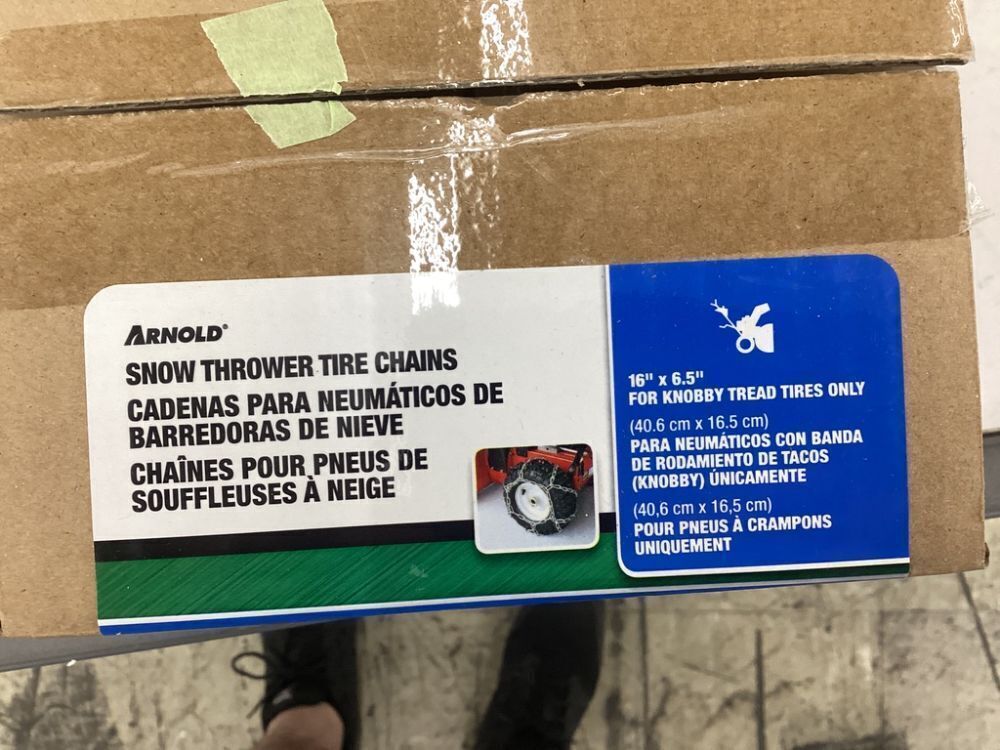 ARNOLD®
SNOW THROWER TIRE CHAINS
CADENAS PARA NEUMÁTICOS DE
BARREDORAS DE NIEVE
CHAÎNES POUR PNEUS DE
SOUFFLEUSES À NEIGE
16" x 6.5"
FOR KNOBBY TREAD TIRES ONLY
(40.6 cm x 16.5 cm)
PARA NEUMÁTICOS CON BANDA
DE RODAMIENTO DE TACOS
(KNOBBY) ÚNICAMENTE
(40,6 cm x 16,5 cm)
POUR PNEUS À CRAMPONS
UNIQUEMENT